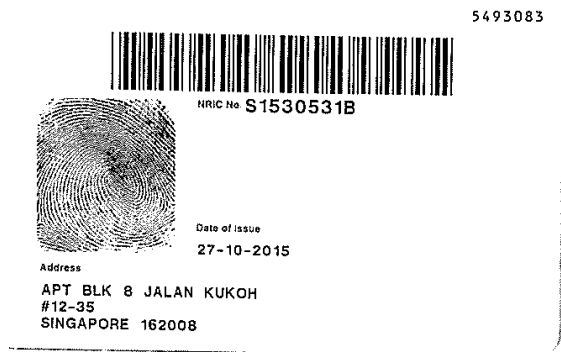 5493083
NRIC No. S1530531B
Date of Issue
27-10-2015
Address
APT BLK 8 JALAN KUKOH
#12-35
SINGAPORE 162008